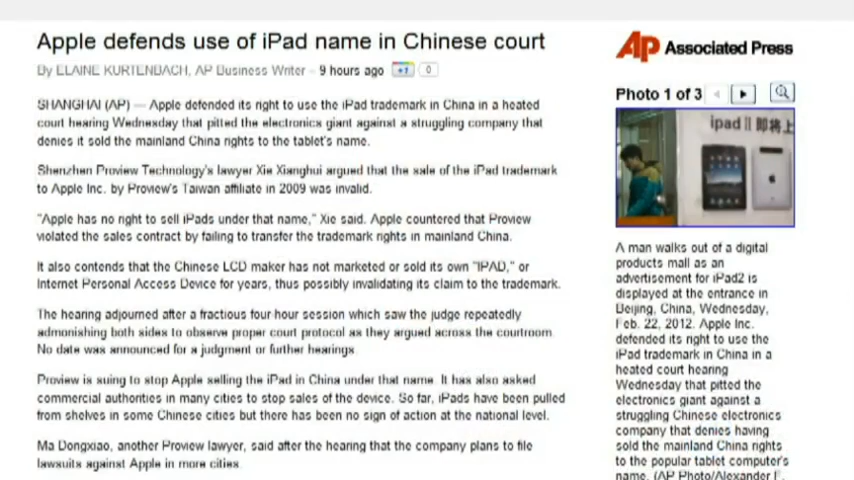 Apple defends use of iPad name in Chinese court
By ELAINE KURTENBACH, AP Business Writer – 9 hours ago +1 0
SHANGHAI (AP) — Apple defended its right to use the iPad trademark in China in a heated
court hearing Wednesday that pitted the electronics giant against a struggling company that
denies it sold the mainland China rights to the tablet's name.
Shenzhen Proview Technology's lawyer Xie Xianghui argued that the sale of the iPad trademark
to Apple Inc. by Proview's Taiwan affiliate in 2009 was invalid.
"Apple has no right to sell iPads under that name," Xie said. Apple countered that Proview
violated the sales contract by failing to transfer the trademark rights in mainland China.
It also contends that the Chinese LCD maker has not marketed or sold its own "IPAD," or
Internet Personal Access Device for years, thus possibly invalidating its claim to the trademark.
The hearing adjourned after a fractious four-hour session which saw the judge repeatedly
admonishing both sides to observe proper court protocol as they argued across the courtroom.
No date was announced for a judgment or further hearings.
Proview is suing to stop Apple selling the iPad in China under that name. It has also asked
commercial authorities in many cities to stop sales of the device. So far, iPads have been pulled
from shelves in some Chinese cities but there has been no sign of action at the national level.
Ma Dongxiao, another Proview lawyer, said after the hearing that the company plans to file
lawsuits against Apple in more cities.
AP Associated Press
Photo 1 of 3
ipad II 即将上
A man walks out of a digital
products mall as an
advertisement for iPad2 is
displayed at the entrance in
Beijing, China, Wednesday,
Feb. 22, 2012. Apple Inc.
defended its right to use the
iPad trademark in China in a
heated court hearing
Wednesday that pitted the
electronics giant against a
struggling Chinese electronics
company that denies having
sold the mainland China rights
to the popular tablet computer's
name. (AP Photo/Alexander